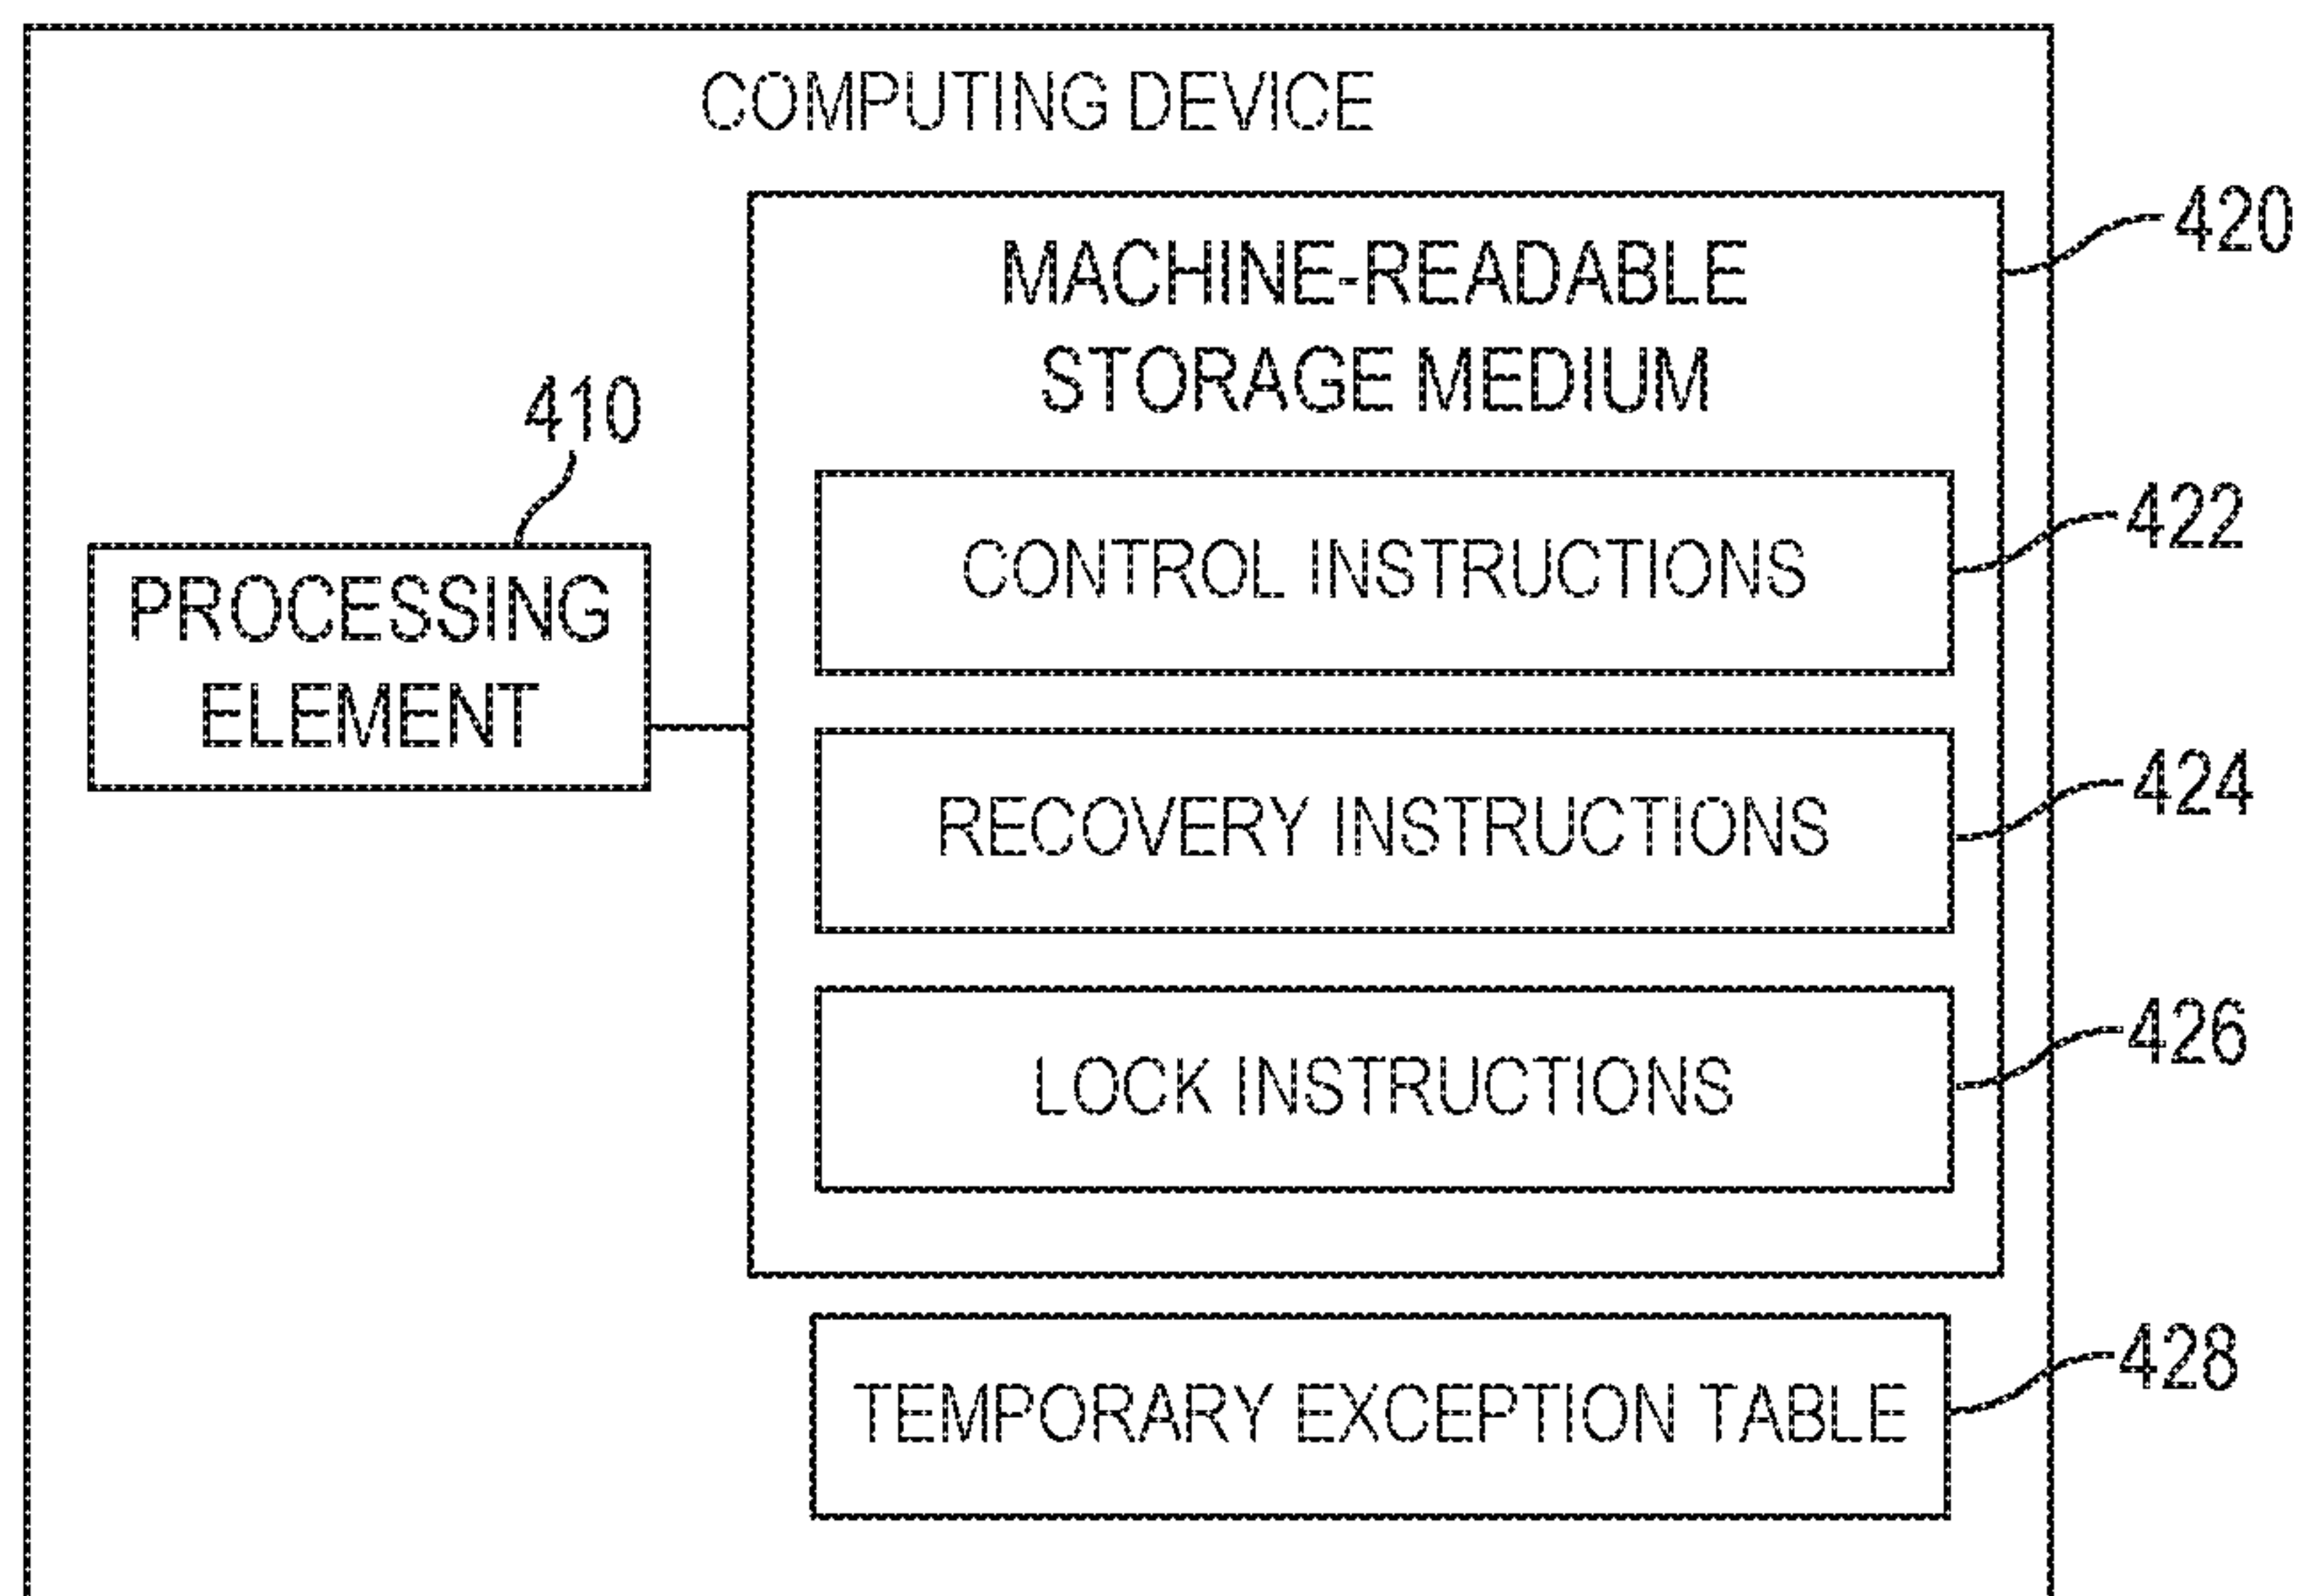 COMPUTING DEVICE
420
MACHINE-READABLE
STORAGE MEDIUM
410
422
CONTROL INSTRUCTIONS
PROCESSING
ELEMENT
424
RECOVERY INSTRUCTIONS
426
LOCK INSTRUCTIONS
428
TEMPORARY EXCEPTION TABLE